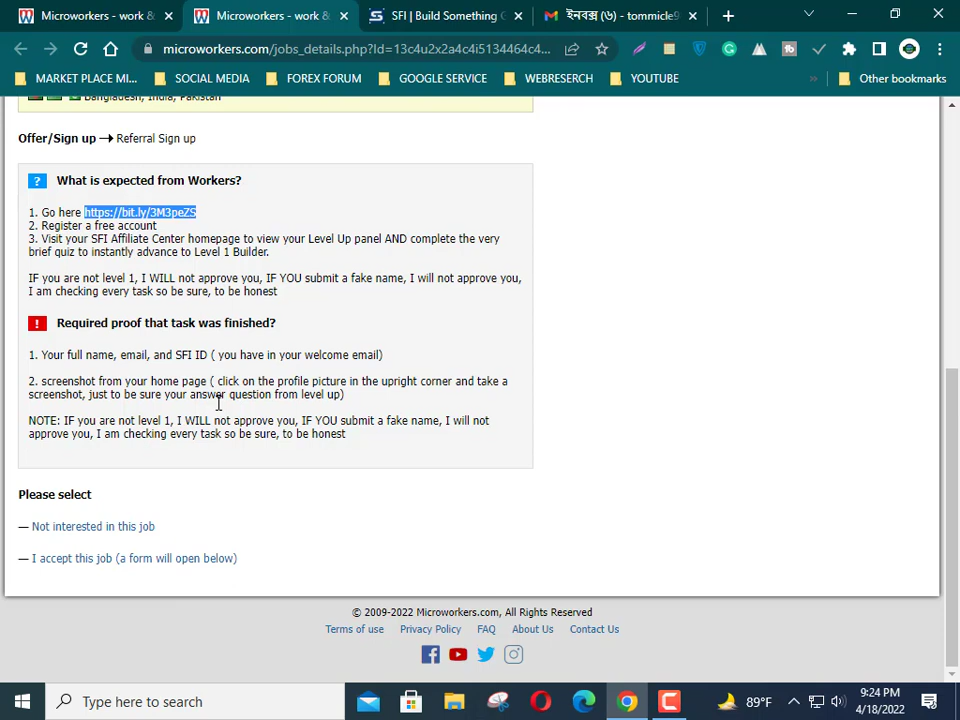 Microworkers - work &
Microworkers - work &
SFI | Build Something G
ইনবক্স (৬) - tommicle9
microworkers.com/jobs_details.php?Id=13c4u2x2a4c4i5134464c4...
MARKET PLACE MI...
SOCIAL MEDIA
FOREX FORUM
GOOGLE SERVICE
WEBRESERCH
YOUTUBE
»
Other bookmarks
Bangladesh, India, Pakistan
Offer/Sign up → Referral Sign up
? What is expected from Workers?
1. Go here https://bit.ly/3M3peZS
2. Register a free account
3. Visit your SFI Affiliate Center homepage to view your Level Up panel AND complete the very
brief quiz to instantly advance to Level 1 Builder.
IF you are not level 1, I WILL not approve you, IF YOU submit a fake name, I will not approve you,
I am checking every task so be sure, to be honest
! Required proof that task was finished?
1. Your full name, email, and SFI ID ( you have in your welcome email)
2. screenshot from your home page ( click on the profile picture in the upright corner and take a
screenshot, just to be sure your answer question from level up)
NOTE: IF you are not level 1, I WILL not approve you, IF YOU submit a fake name, I will not
approve you, I am checking every task so be sure, to be honest
Please select
— Not interested in this job
— I accept this job (a form will open below)
© 2009-2022 Microworkers.com, All Rights Reserved
Terms of use
Privacy Policy
FAQ
About Us
Contact Us
Type here to search
89°F
9:24 PM
4/18/2022